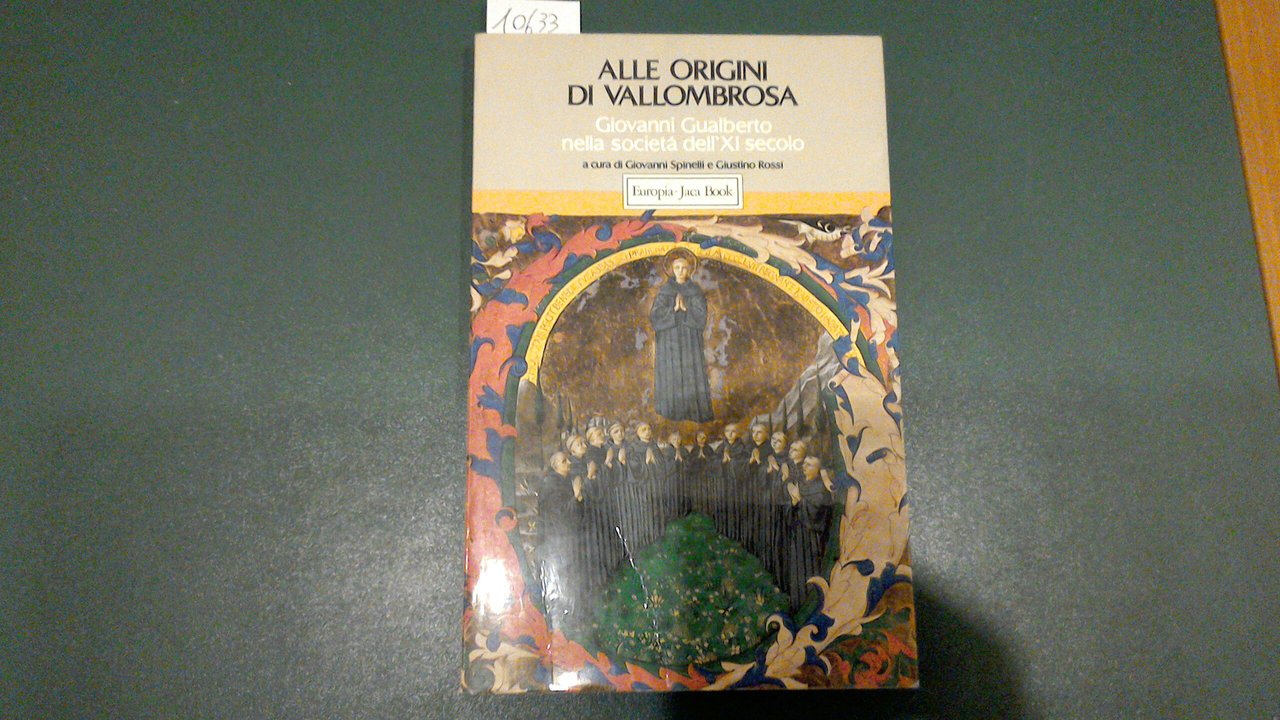 10633
ALLE ORIGINI
DI VALLOMBROSA
Giovanni Gualberto
nella società dell'XI secolo
a cura di Giovanni Spinelli e Giustino Rossi
Europìa - Jaca Book